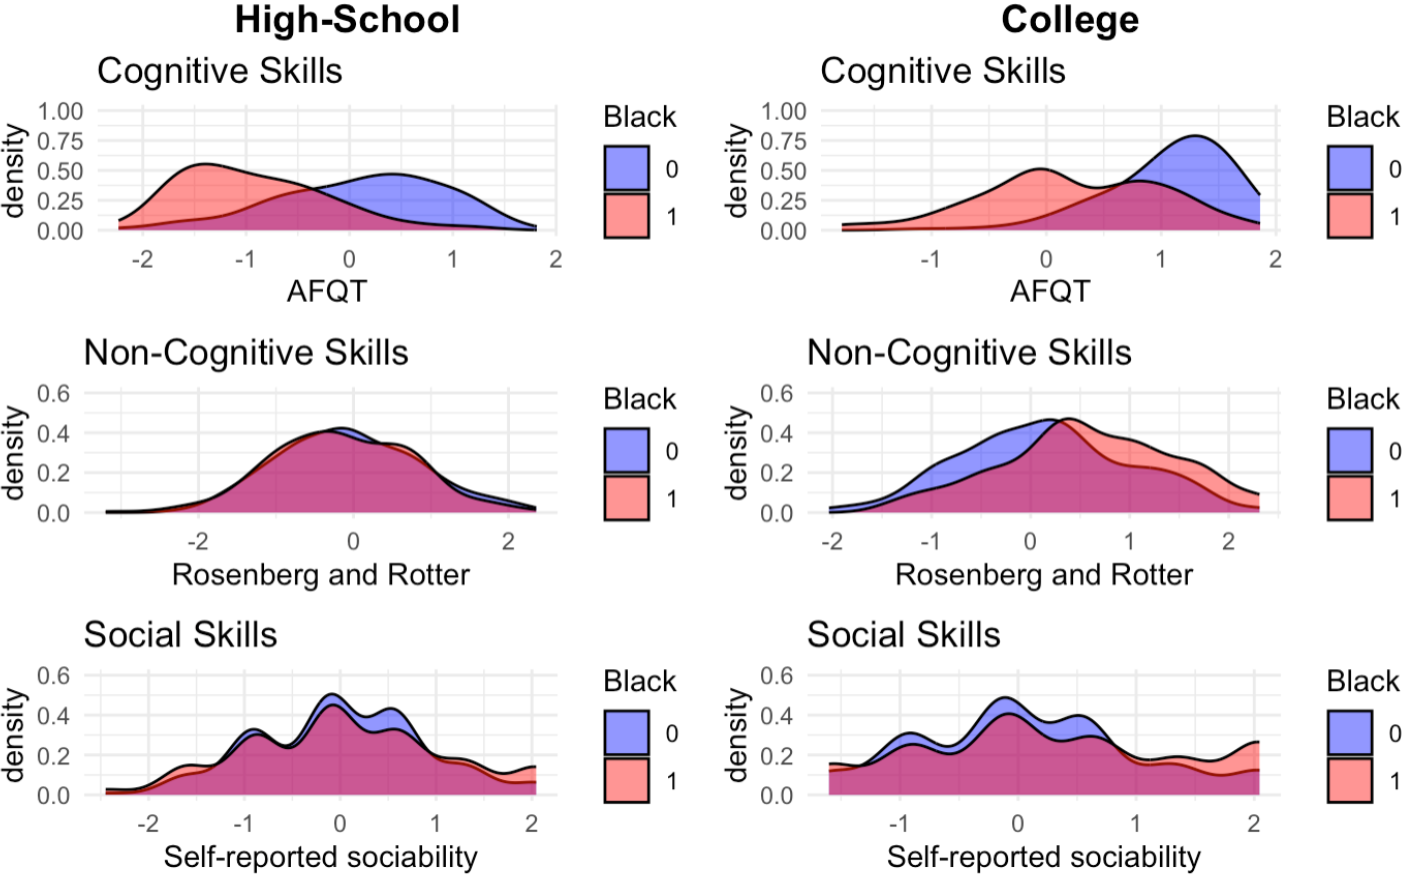 High-School
College
Cognitive Skills
Cognitive Skills
density
1.00
0.75
0.50
0.25
0.00
-2 -1 0 1 2
AFQT
Black
0
1
density
1.00
0.75
0.50
0.25
0.00
-1 0 1 2
AFQT
Black
0
1
Non-Cognitive Skills
Non-Cognitive Skills
density
0.6
0.4
0.2
0.0
-2 0 2
Rosenberg and Rotter
Black
0
1
density
0.6
0.4
0.2
0.0
-2 -1 0 1 2
Rosenberg and Rotter
Black
0
1
Social Skills
Social Skills
density
0.6
0.4
0.2
0.0
-2 -1 0 1 2
Self-reported sociability
Black
0
1
density
0.6
0.4
0.2
0.0
-1 0 1 2
Self-reported sociability
Black
0
1